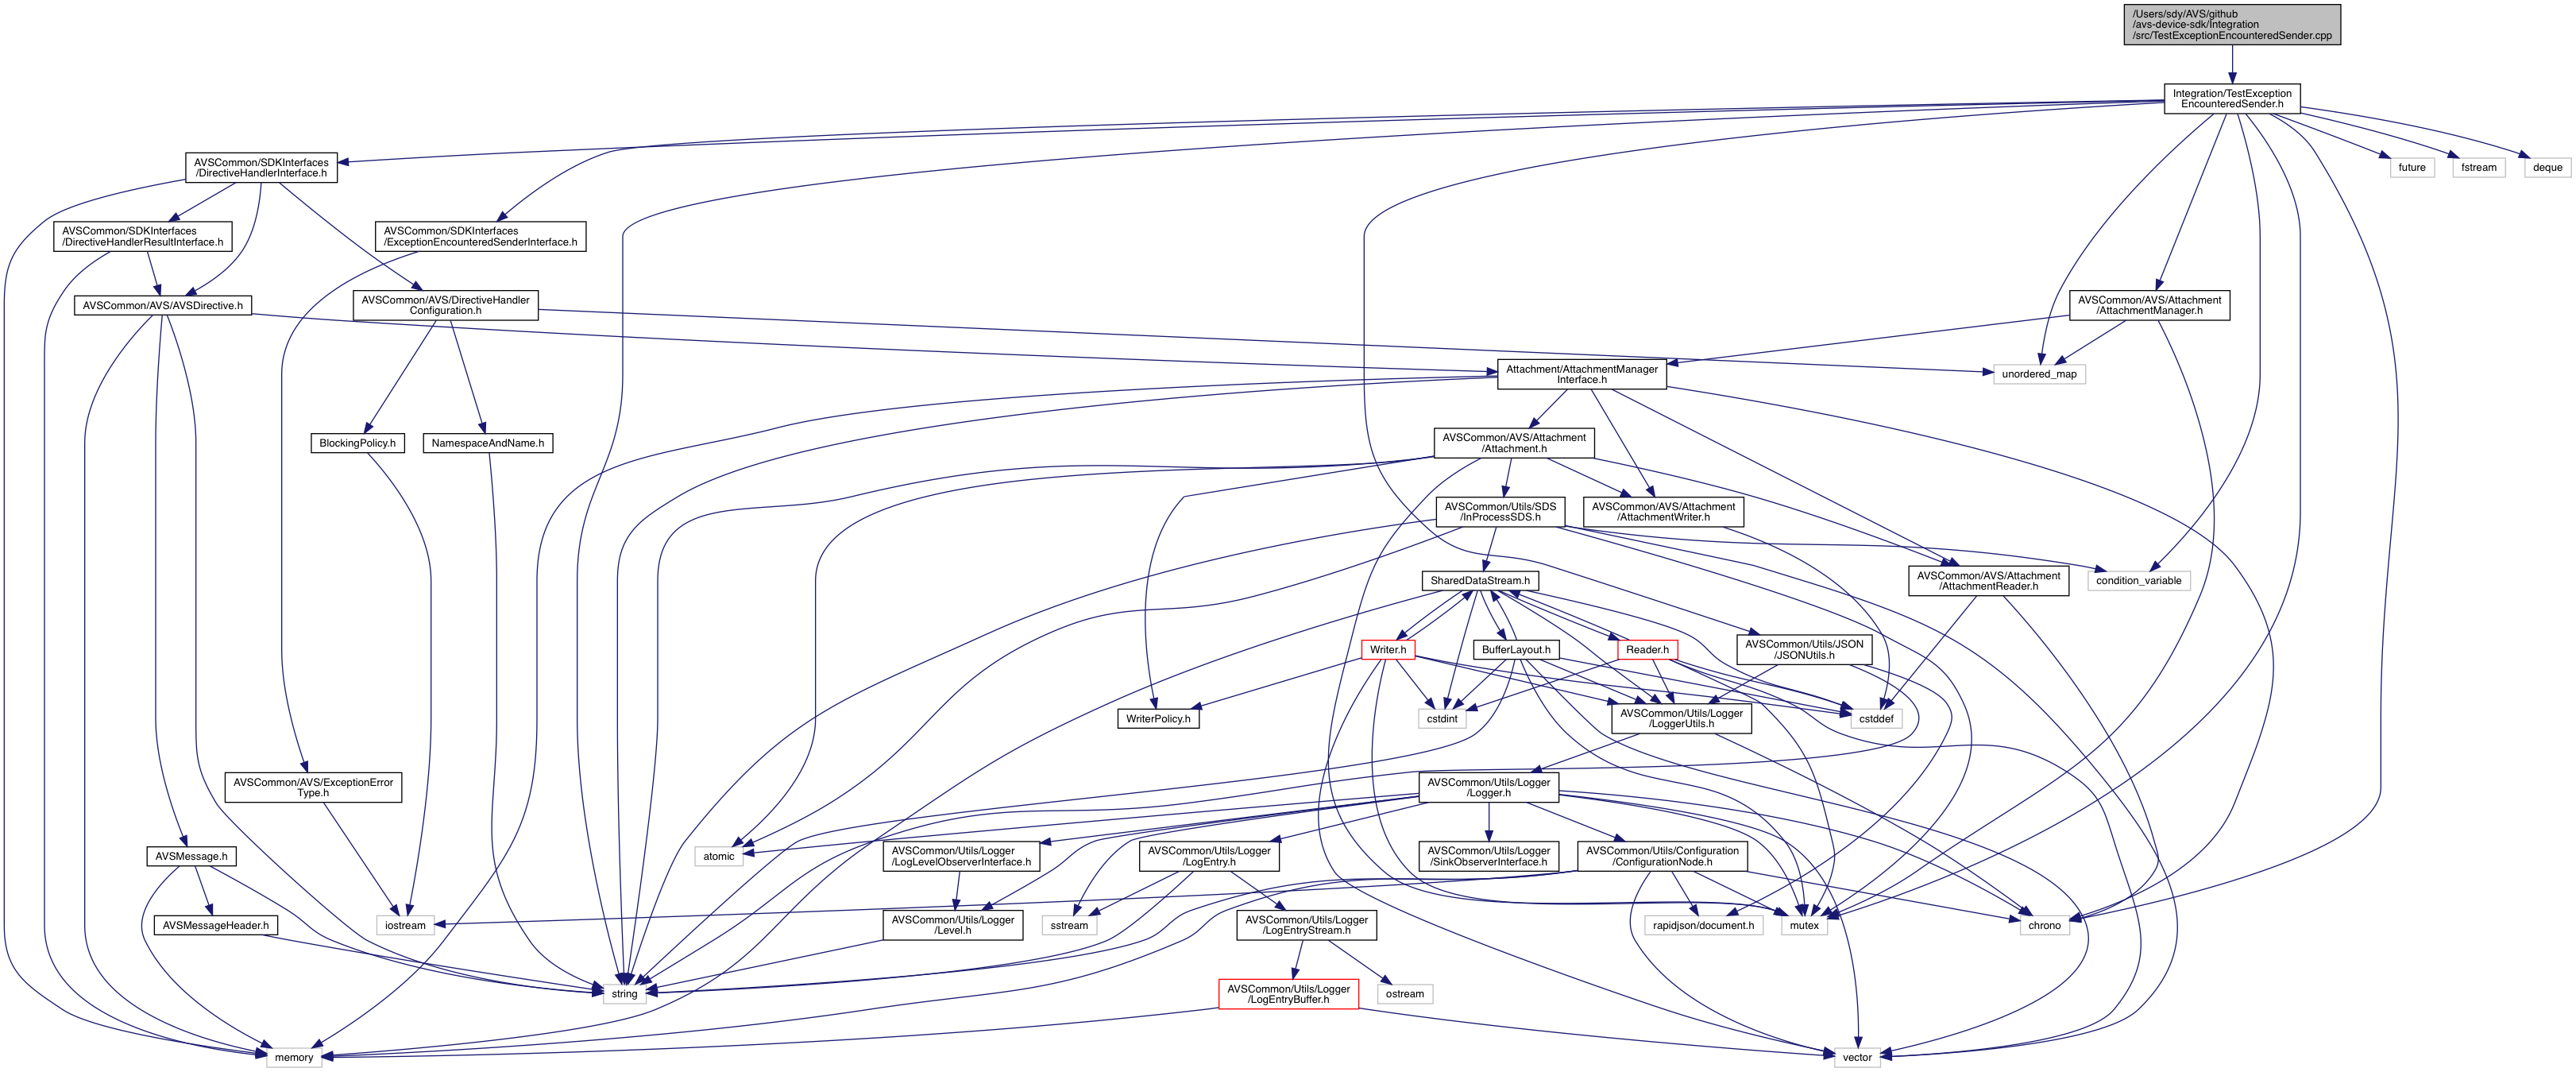 /Users/sdy/AVS/github
/avs-device-sdk/Integration
/src/TestExceptionEncounteredSender.cpp
Integration/TestException
EncounteredSender.h
AVSCommon/SDKInterfaces
/DirectiveHandlerInterface.h
future
fstream
deque
AVSCommon/SDKInterfaces
/DirectiveHandlerResultInterface.h
AVSCommon/SDKInterfaces
/ExceptionEncounteredSenderInterface.h
AVSCommon/AVS/AVSDirective.h
AVSCommon/AVS/DirectiveHandler
Configuration.h
AVSCommon/AVS/Attachment
/AttachmentManager.h
Attachment/AttachmentManager
Interface.h
unordered_map
BlockingPolicy.h
NamespaceAndName.h
AVSCommon/AVS/Attachment
/Attachment.h
AVSCommon/Utils/SDS
/InProcessSDS.h
AVSCommon/AVS/Attachment
/AttachmentWriter.h
SharedDataStream.h
AVSCommon/AVS/Attachment
/AttachmentReader.h
condition_variable
Writer.h
BufferLayout.h
Reader.h
AVSCommon/Utils/JSON
/JSONUtils.h
WriterPolicy.h
cstdint
AVSCommon/Utils/Logger
/LoggerUtils.h
cstddef
AVSCommon/AVS/ExceptionError
Type.h
AVSCommon/Utils/Logger
/Logger.h
AVSMessage.h
atomic
AVSCommon/Utils/Logger
/LogLevelObserverInterface.h
AVSCommon/Utils/Logger
/LogEntry.h
AVSCommon/Utils/Logger
/SinkObserverInterface.h
AVSCommon/Utils/Configuration
/ConfigurationNode.h
AVSMessageHeader.h
iostream
AVSCommon/Utils/Logger
/Level.h
sstream
AVSCommon/Utils/Logger
/LogEntryStream.h
rapidjson/document.h
mutex
chrono
string
AVSCommon/Utils/Logger
/LogEntryBuffer.h
ostream
memory
vector